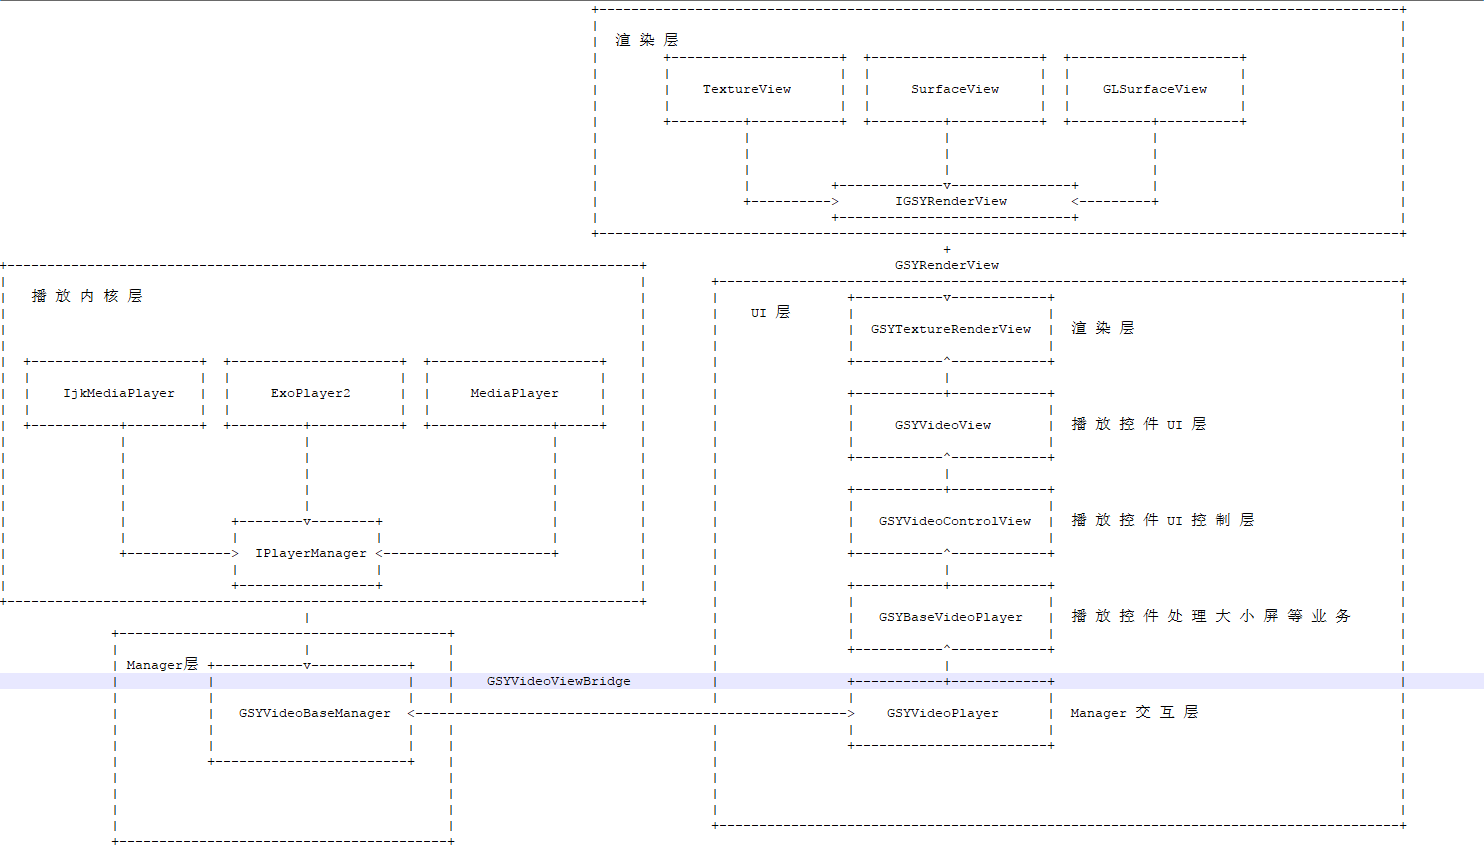 渲 染 层
TextureView
SurfaceView
GLSurfaceView
IGSYRenderView
GSYRenderView
播 放 内 核 层
IjkMediaPlayer
ExoPlayer2
MediaPlayer
IPlayerManager
UI 层
GSYTextureRenderView
渲 染 层
GSYVideoView
播 放 控 件 UI 层
GSYVideoControlView
播 放 控 件 UI 控 制 层
GSYBaseVideoPlayer
播 放 控 件 处 理 大 小 屏 等 业 务
Manager层
GSYVideoBaseManager
GSYVideoViewBridge
GSYVideoPlayer
Manager 交 互 层